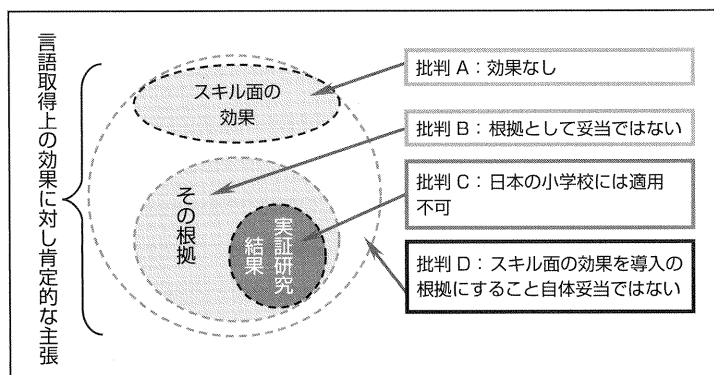 言語取得上の効果に対し肯定的な主張
スキル面の
効果
その根拠
実証研究
結果
批判 A：効果なし
批判 B：根拠として妥当ではない
批判 C：日本の小学校には適用
不可
批判 D：スキル面の効果を導入の
根拠にすること自体妥当ではない